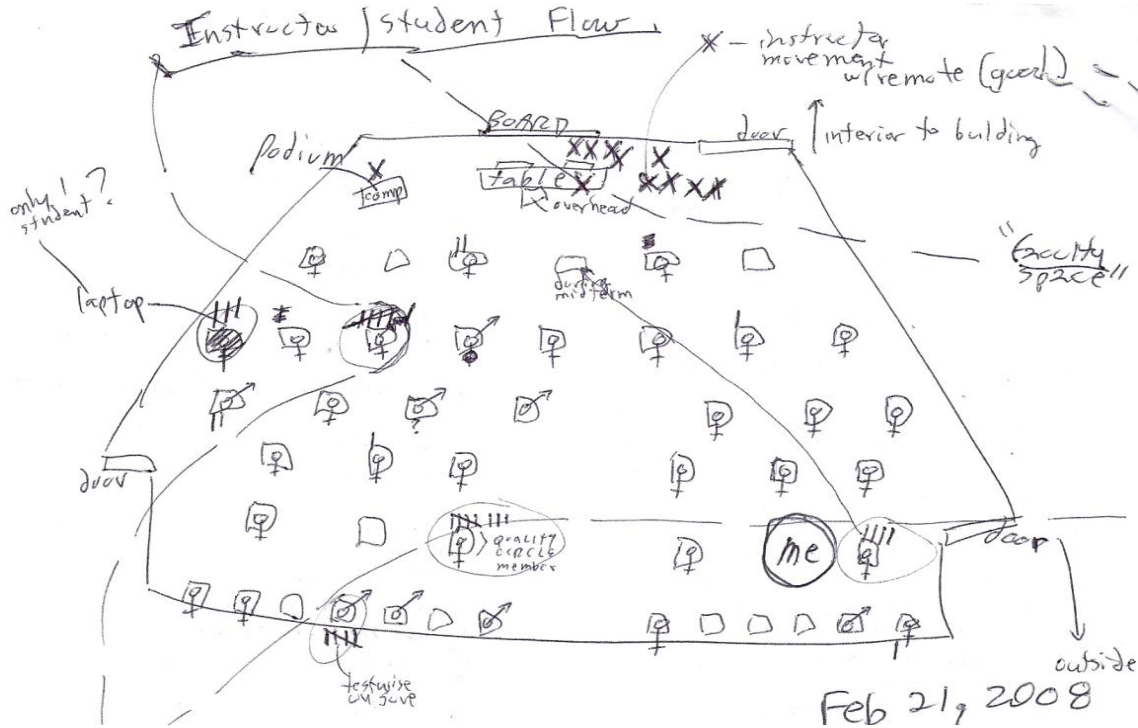 Instructor / Student Flow
X - instructor
movement
w/ remote (good)
BOARD
door
interior to building
Podium
comp
table
overhead
only 1
student?
"faculty
space"
laptop
during
midterm
?
door
quality
circle
member
me
door
testwise
outside
Feb 21, 2008